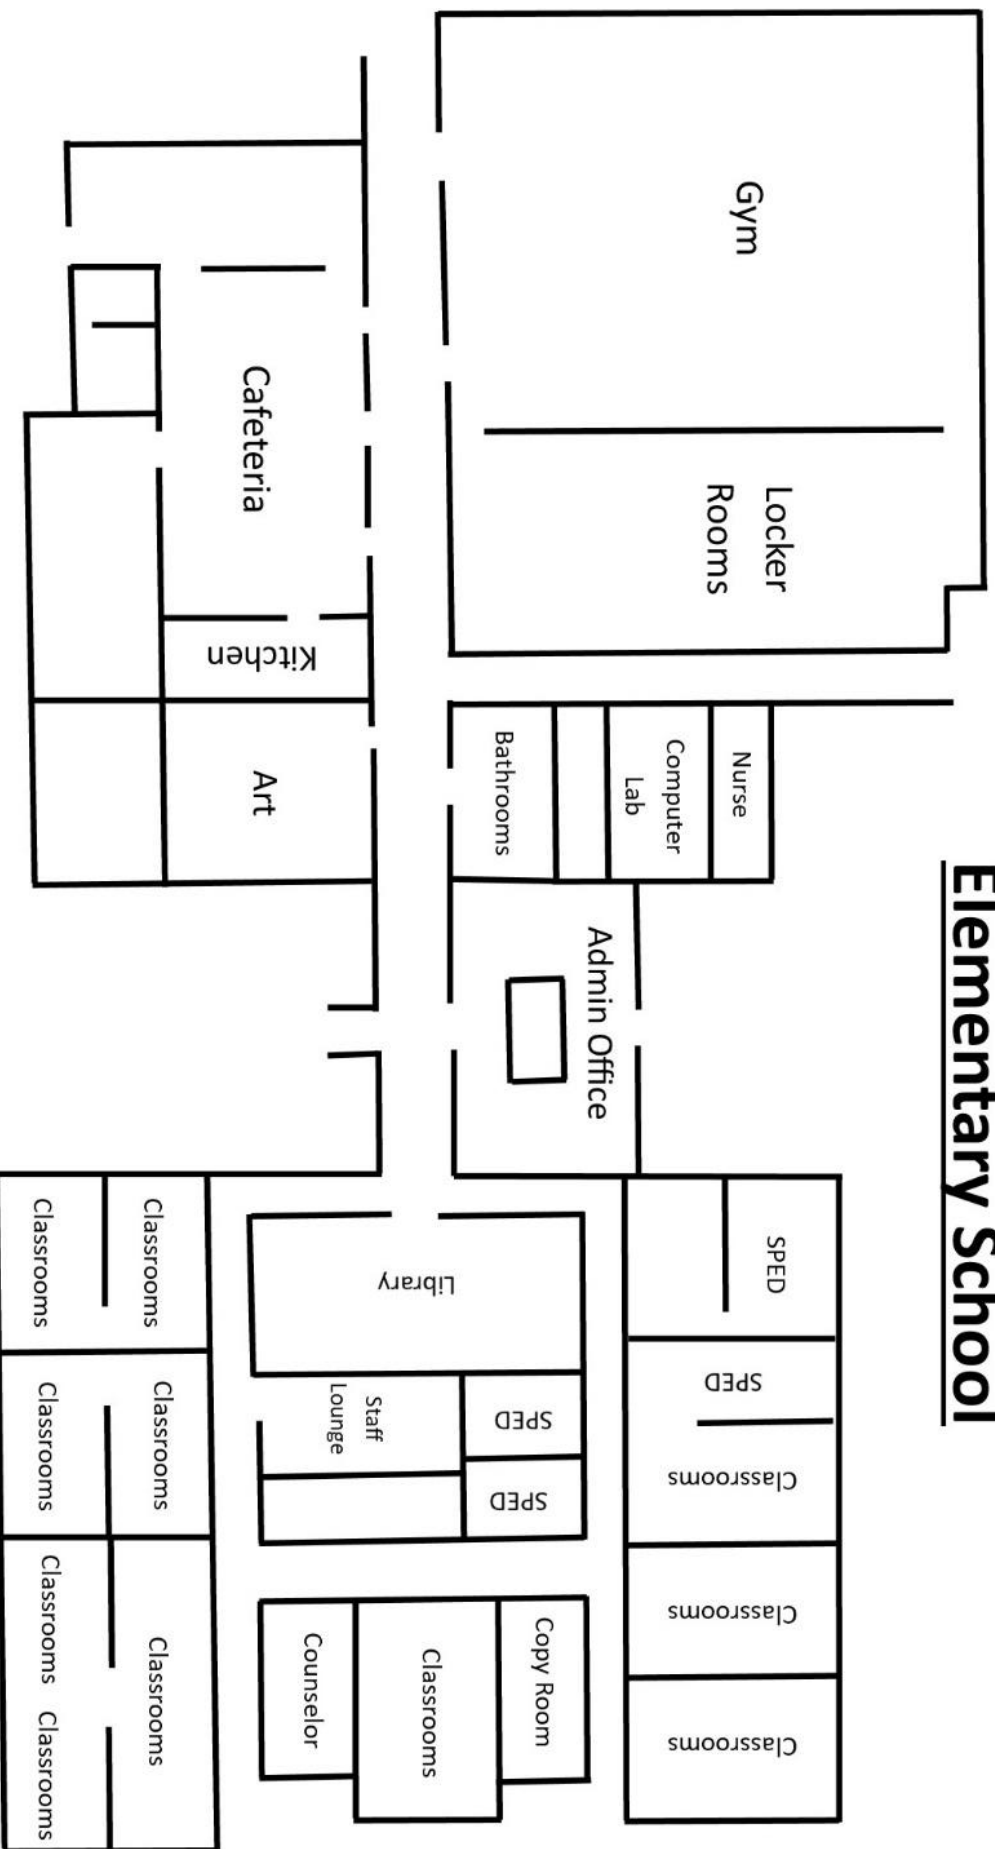 Elementary School
Gym
Locker
Rooms
Cafeteria
Kitchen
Art
Bathrooms
Computer
Lab
Nurse
Admin Office
Library
Staff
Lounge
SPED
SPED
SPED
SPED
Classrooms
Classrooms
Classrooms
Copy Room
Classrooms
Counselor
Classrooms
Classrooms
Classrooms
Classrooms
Classrooms
Classrooms
Classrooms